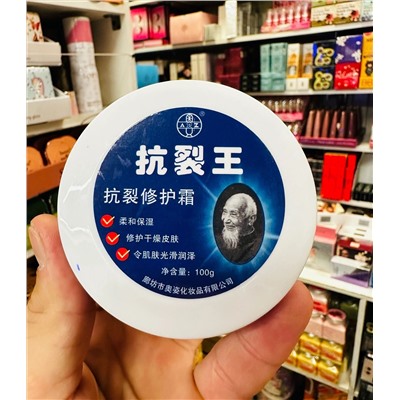 ®
抗裂王
抗裂修护霜
柔和保湿
修护干燥皮肤
令肌肤光滑润泽
净含量：100g
廊坊市奥姿化妆品有限公司